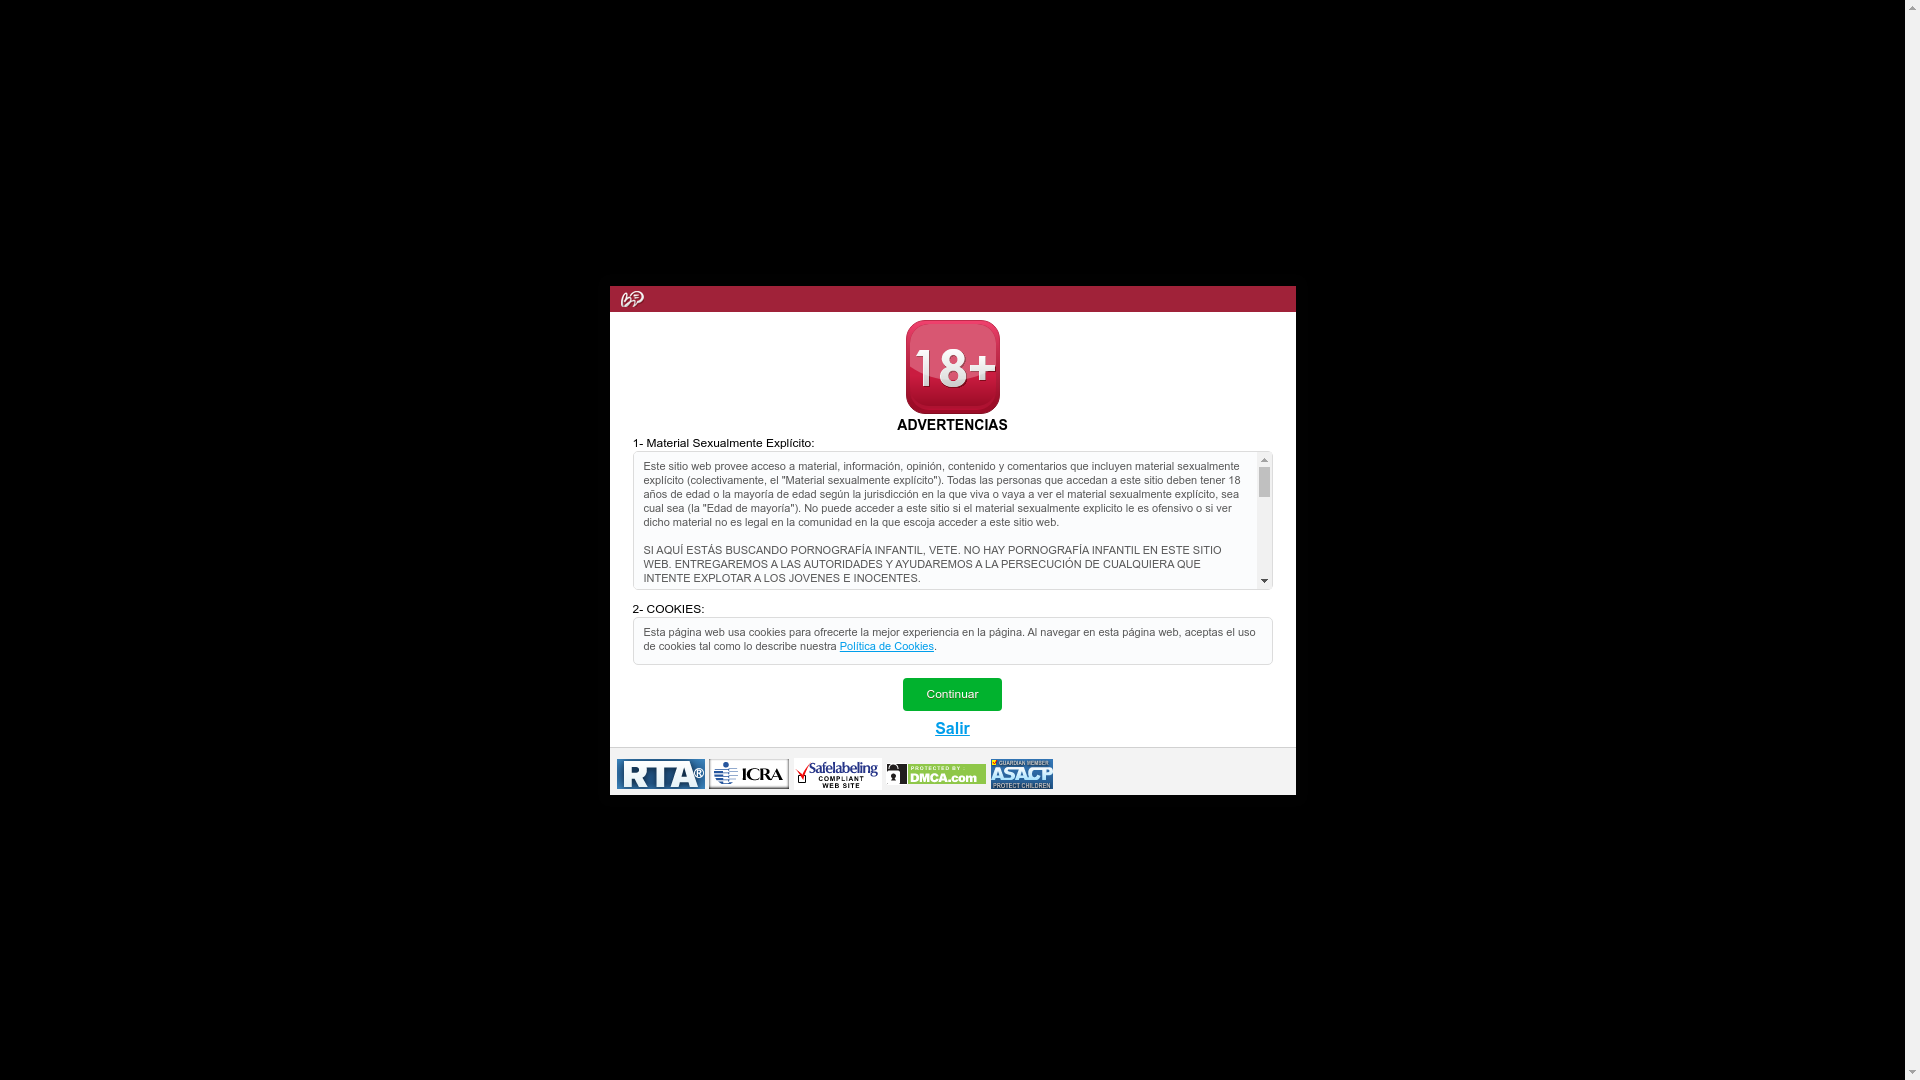 18+
ADVERTENCIAS
1- Material Sexualmente Explícito:
Este sitio web provee acceso a material, información, opinión, contenido y comentarios que incluyen material sexualmente
explícito (colectivamente, el "Material sexualmente explícito"). Todas las personas que accedan a este sitio deben tener 18
años de edad o la mayoría de edad según la jurisdicción en la que viva o vaya a ver el material sexualmente explícito, sea
cual sea (la "Edad de mayoría"). No puede acceder a este sitio si el material sexualmente explicito le es ofensivo o si ver
dicho material no es legal en la comunidad en la que escoja acceder a este sitio web.
SI AQUÍ ESTÁS BUSCANDO PORNOGRAFÍA INFANTIL, VETE. NO HAY PORNOGRAFÍA INFANTIL EN ESTE SITIO
WEB. ENTREGAREMOS A LAS AUTORIDADES Y AYUDAREMOS A LA PERSECUCIÓN DE CUALQUIERA QUE
INTENTE EXPLOTAR A LOS JOVENES E INOCENTES.
2- COOKIES:
Esta página web usa cookies para ofrecerte la mejor experiencia en la página. Al navegar en esta página web, aceptas el uso
de cookies tal como lo describe nuestra Política de Cookies.
Continuar
Salir
RTA®
ICRA
Safelabeling
COMPLIANT
WEB SITE
PROTECTED BY
DMCA.com
GUARDIAN MEMBER
ASACP
PROTECT CHILDREN